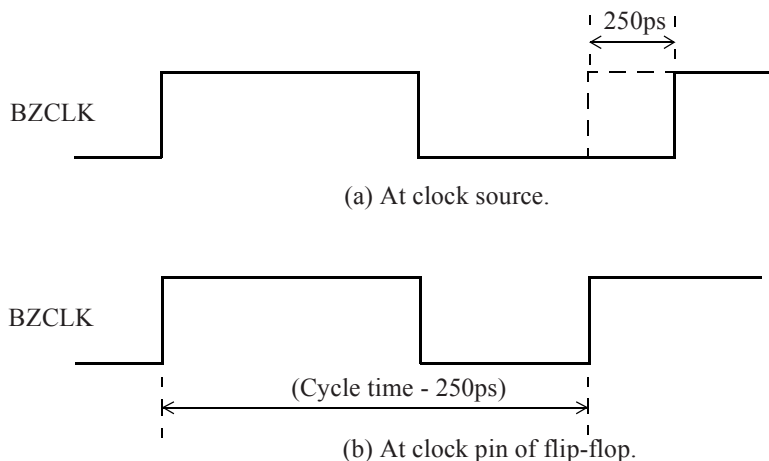 250ps
BZCLK
(a) At clock source.
BZCLK
(Cycle time - 250ps)
(b) At clock pin of flip-flop.